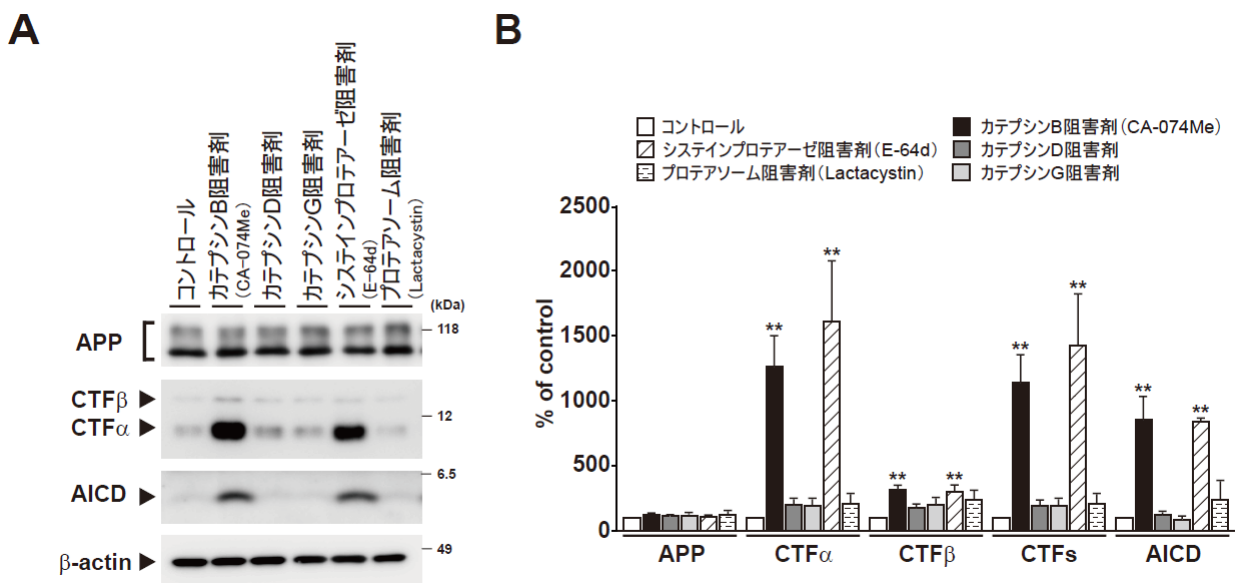 A
コントロール
カテプシンB阻害剤
(CA-074Me)
カテプシンD阻害剤
カテプシンG阻害剤
システインプロテアーゼ阻害剤
(E-64d)
プロテアソーム阻害剤
(Lactacystin)
(kDa)
APP
118
CTFβ
CTFα
12
AICD
6.5
β-actin
49
B
コントロール
システインプロテアーゼ阻害剤(E-64d)
プロテアソーム阻害剤(Lactacystin)
カテプシンB阻害剤(CA-074Me)
カテプシンD阻害剤
カテプシンG阻害剤
% of control
2500
2000
1500
1000
500
0
**
**
**
**
**
**
**
**
APP
CTFα
CTFβ
CTFs
AICD